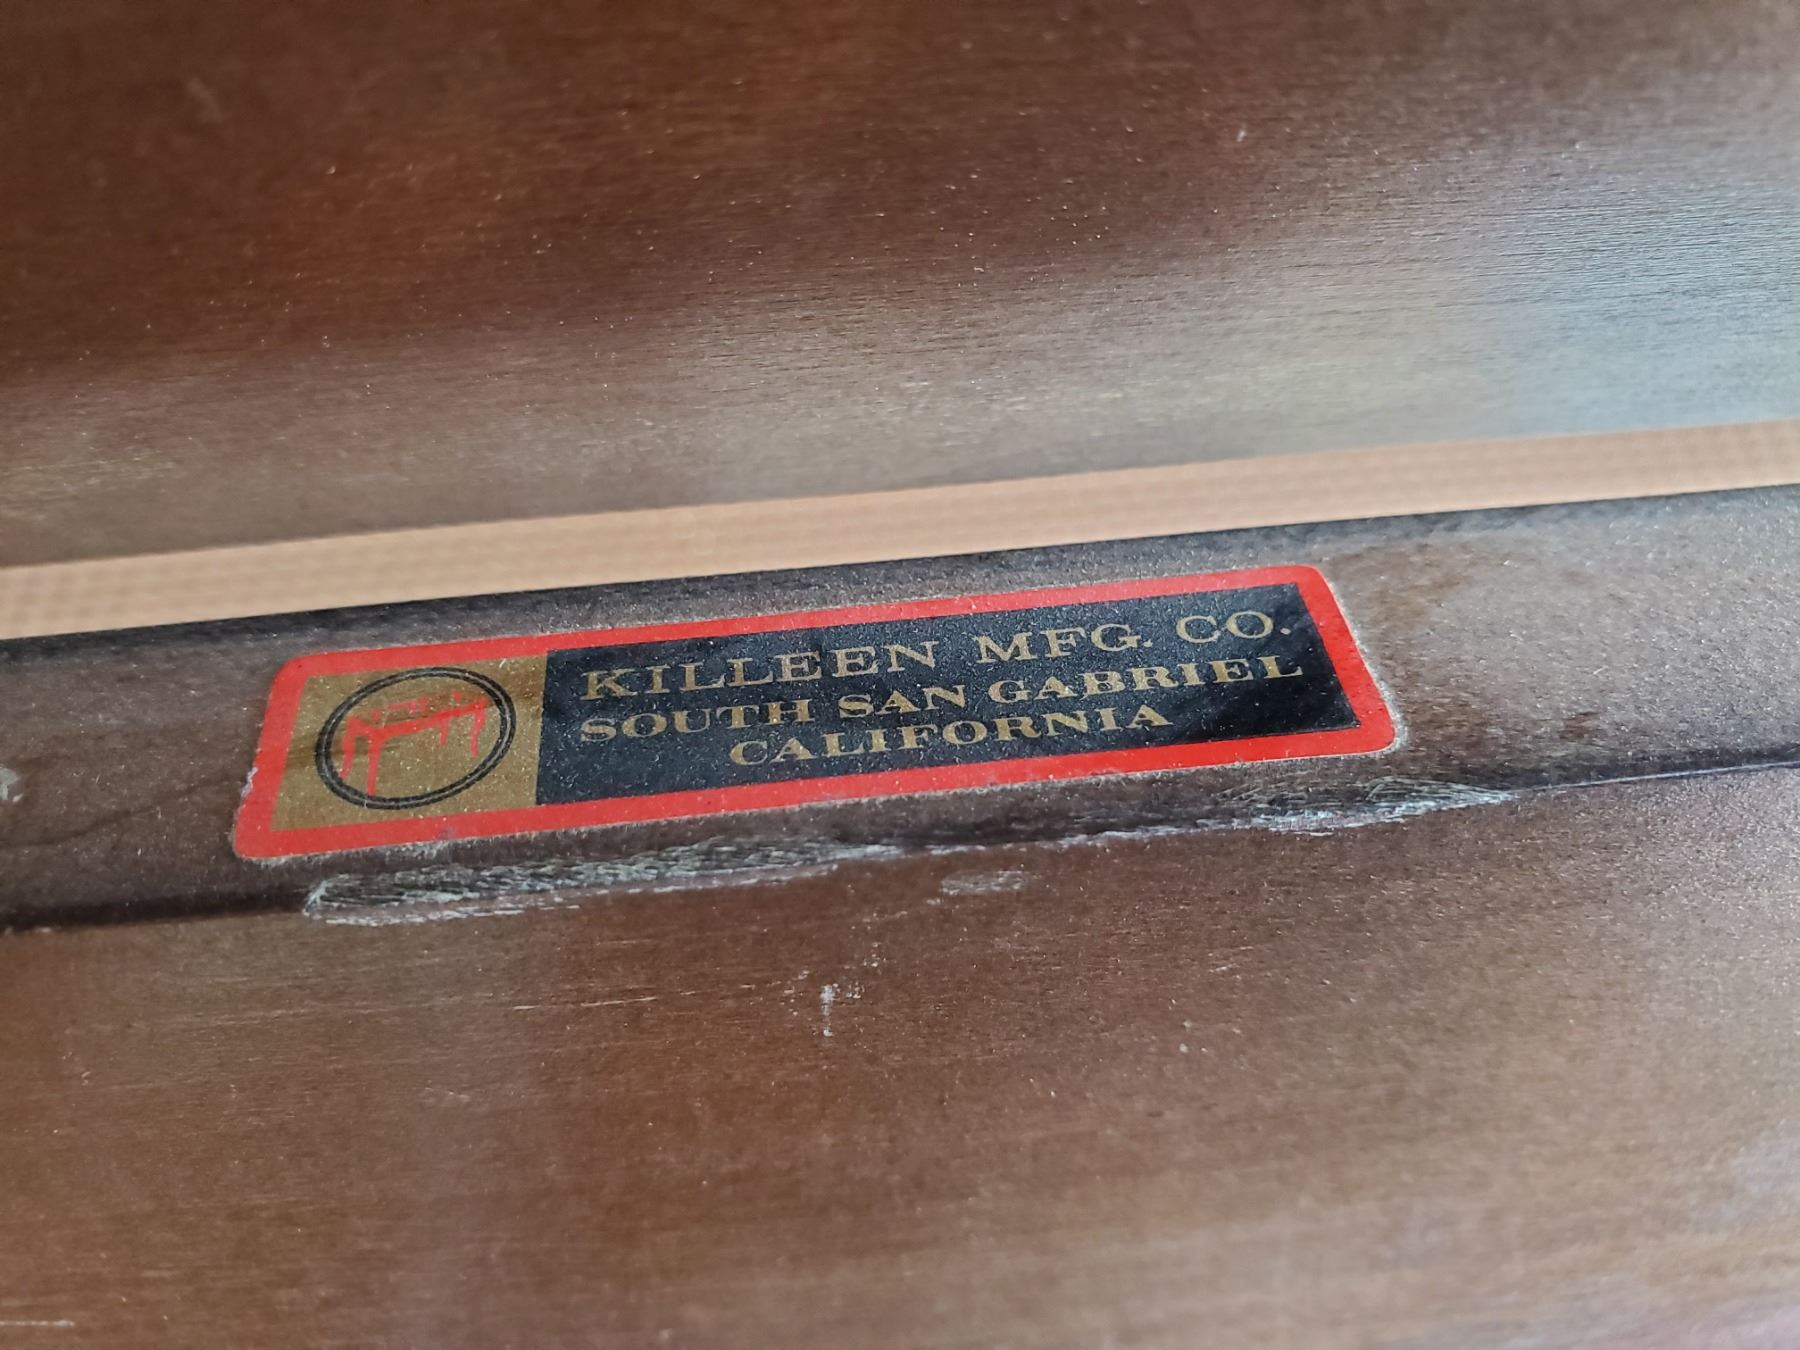 KILLEEN MFG. CO.
SOUTH SAN GABRIEL
CALIFORNIA